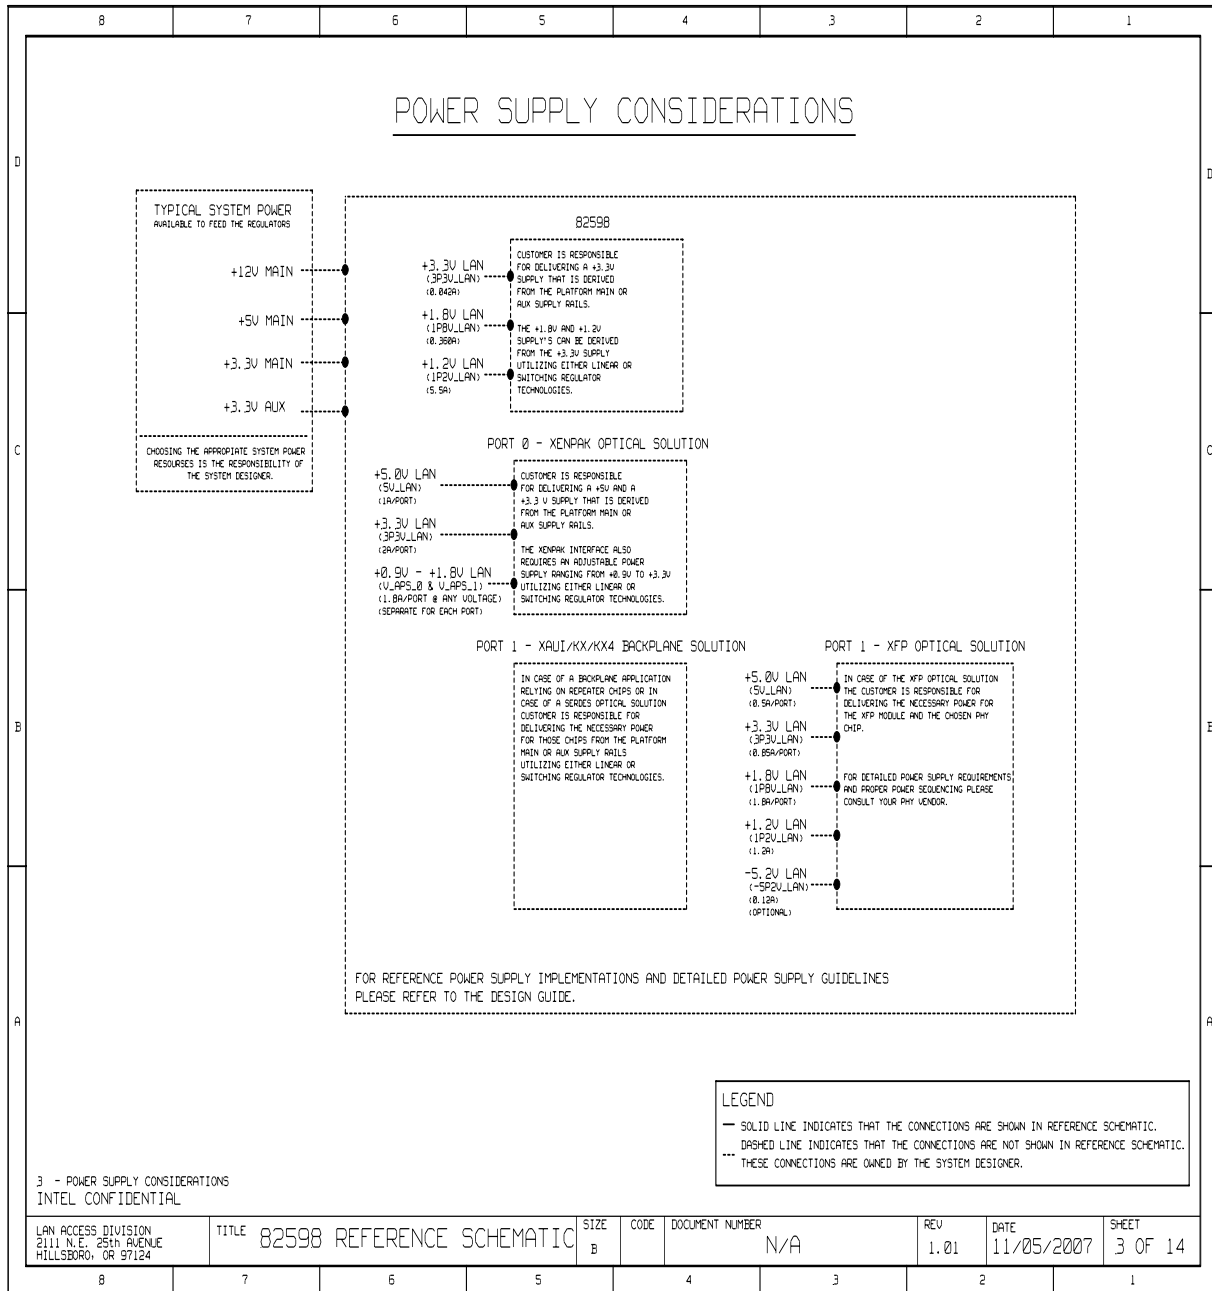 8 7 6 5 4 3 2 1
POWER SUPPLY CONSIDERATIONS
D D
TYPICAL SYSTEM POWER
AVAILABLE TO FEED THE REGULATORS
+12V MAIN
+5V MAIN
+3.3V MAIN
+3.3V AUX
CHOOSING THE APPROPIATE SYSTEM POWER
RESOURSES IS THE RESPONSIBILITY OF
THE SYSTEM DESIGNER.
82598
+3.3V LAN
(3P3V_LAN)
(0.042A)
+1.8V LAN
(1P8V_LAN)
(0.360A)
+1.2V LAN
(1P2V_LAN)
(5.5A)
CUSTOMER IS RESPONSIBLE
FOR DELIVERING A +3.3V
SUPPLY THAT IS DERIVED
FROM THE PLATFORM MAIN OR
AUX SUPPLY RAILS.
THE +1.8V AND +1.2V
SUPPLY'S CAN BE DERIVED
FROM THE +3.3V SUPPLY
UTILIZING EITHER LINEAR OR
SWITCHING REGULATOR
TECHNOLOGIES.
C C
PORT 0 - XENPAK OPTICAL SOLUTION
+5.0V LAN
(5V_LAN)
(1A/PORT)
+3.3V LAN
(3P3V_LAN)
(2A/PORT)
+0.9V - +1.8V LAN
(V_APS_0 & V_APS_1)
(1.8A/PORT @ ANY VOLTAGE)
(SEPARATE FOR EACH PORT)
CUSTOMER IS RESPONSIBLE
FOR DELIVERING A +5V AND A
+3.3 V SUPPLY THAT IS DERIVED
FROM THE PLATFORM MAIN OR
AUX SUPPLY RAILS.
THE XENPAK INTERFACE ALSO
REQUIRES AN ADJUSTABLE POWER
SUPPLY RANGING FROM +0.9V TO +3.3V
UTILIZING EITHER LINEAR OR
SWITCHING REGULATOR TECHNOLOGIES.
PORT 1 - XAUI/KX/KX4 BACKPLANE SOLUTION
IN CASE OF A BACKPLANE APPLICATION
RELYING ON REPEATER CHIPS OR IN
CASE OF A SERDES OPTICAL SOLUTION
CUSTOMER IS RESPONSIBLE FOR
DELIVERING THE NECESSARY POWER
FOR THOSE CHIPS FROM THE PLATFORM
MAIN OR AUX SUPPLY RAILS
UTILIZING EITHER LINEAR OR
SWITCHING REGULATOR TECHNOLOGIES.
PORT 1 - XFP OPTICAL SOLUTION
+5.0V LAN
(5V_LAN)
(0.5A/PORT)
+3.3V LAN
(3P3V_LAN)
(0.85A/PORT)
+1.8V LAN
(1P8V_LAN)
(1.8A/PORT)
+1.2V LAN
(1P2V_LAN)
(1.2A)
-5.2V LAN
(-5P2V_LAN)
(0.12A)
(OPTIONAL)
IN CASE OF THE XFP OPTICAL SOLUTION
THE CUSTOMER IS RESPONSIBLE FOR
DELIVERING THE NECESSARY POWER FOR
THE XFP MODULE AND THE CHOSEN PHY
CHIP.
FOR DETAILED POWER SUPPLY REQUIREMENTS
AND PROPER POWER SEQUENCING PLEASE
CONSULT YOUR PHY VENDOR.
B B
FOR REFERENCE POWER SUPPLY IMPLEMENTATIONS AND DETAILED POWER SUPPLY GUIDELINES
PLEASE REFER TO THE DESIGN GUIDE.
A A
LEGEND
SOLID LINE INDICATES THAT THE CONNECTIONS ARE SHOWN IN REFERENCE SCHEMATIC.
DASHED LINE INDICATES THAT THE CONNECTIONS ARE NOT SHOWN IN REFERENCE SCHEMATIC.
THESE CONNECTIONS ARE OWNED BY THE SYSTEM DESIGNER.
3 - POWER SUPPLY CONSIDERATIONS
INTEL CONFIDENTIAL
LAN ACCESS DIVISION
2111 N.E. 25th AVENUE
HILLSBORO, OR 97124
TITLE 82598 REFERENCE SCHEMATIC
SIZE
B
CODE
DOCUMENT NUMBER
N/A
REV
1.01
DATE
11/05/2007
SHEET
3 OF 14
8 7 6 5 4 3 2 1